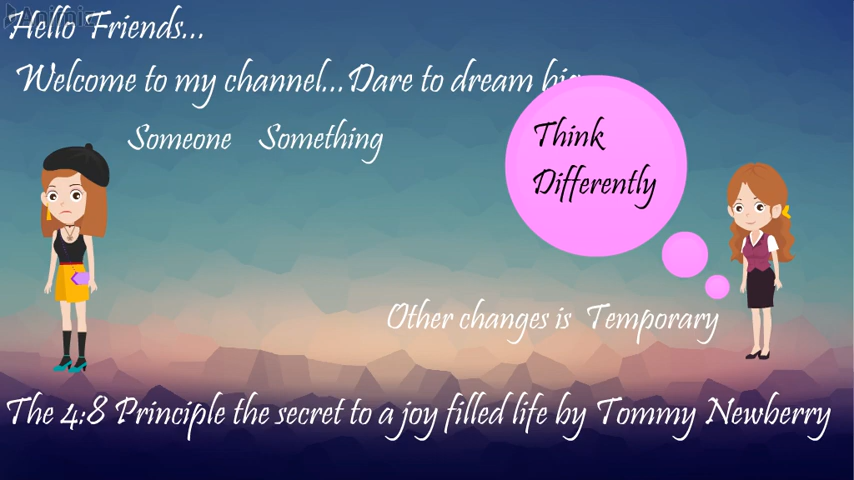 Hello Friends...
Welcome to my channel...Dare to dream big
Someone Something
Think
Differently
Other changes is Temporary
The 4:8 Principle the secret to a joy filled life by Tommy Newberry